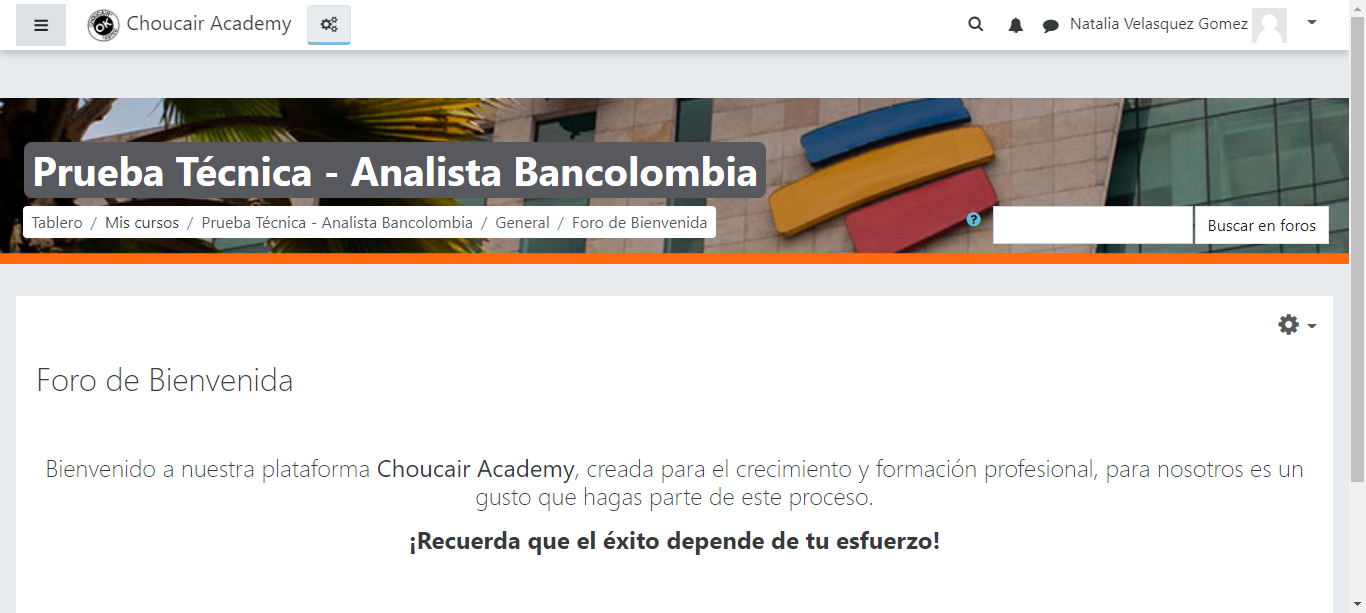 Choucair Academy
Natalia Velasquez Gomez
Prueba Técnica - Analista Bancolombia
Tablero / Mis cursos / Prueba Técnica - Analista Bancolombia / General / Foro de Bienvenida
Buscar en foros
Foro de Bienvenida
Bienvenido a nuestra plataforma Choucair Academy, creada para el crecimiento y formación profesional, para nosotros es un
gusto que hagas parte de este proceso.
¡Recuerda que el éxito depende de tu esfuerzo!